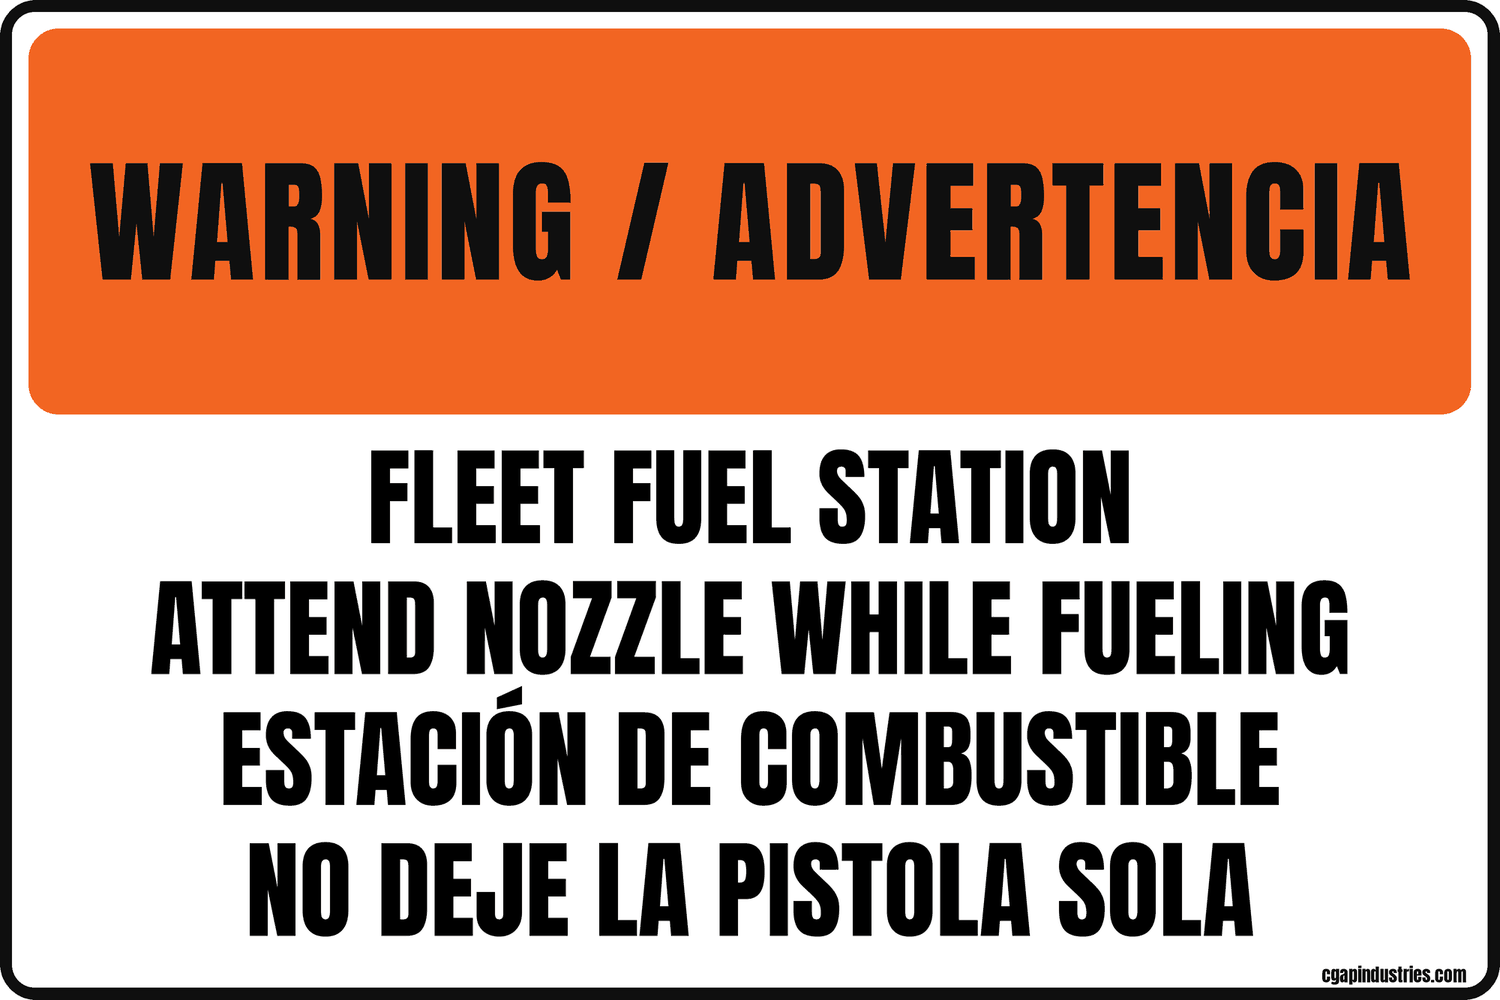 WARNING / ADVERTENCIA
FLEET FUEL STATION
ATTEND NOZZLE WHILE FUELING
ESTACIÓN DE COMBUSTIBLE
NO DEJE LA PISTOLA SOLA
cgapindustries.com